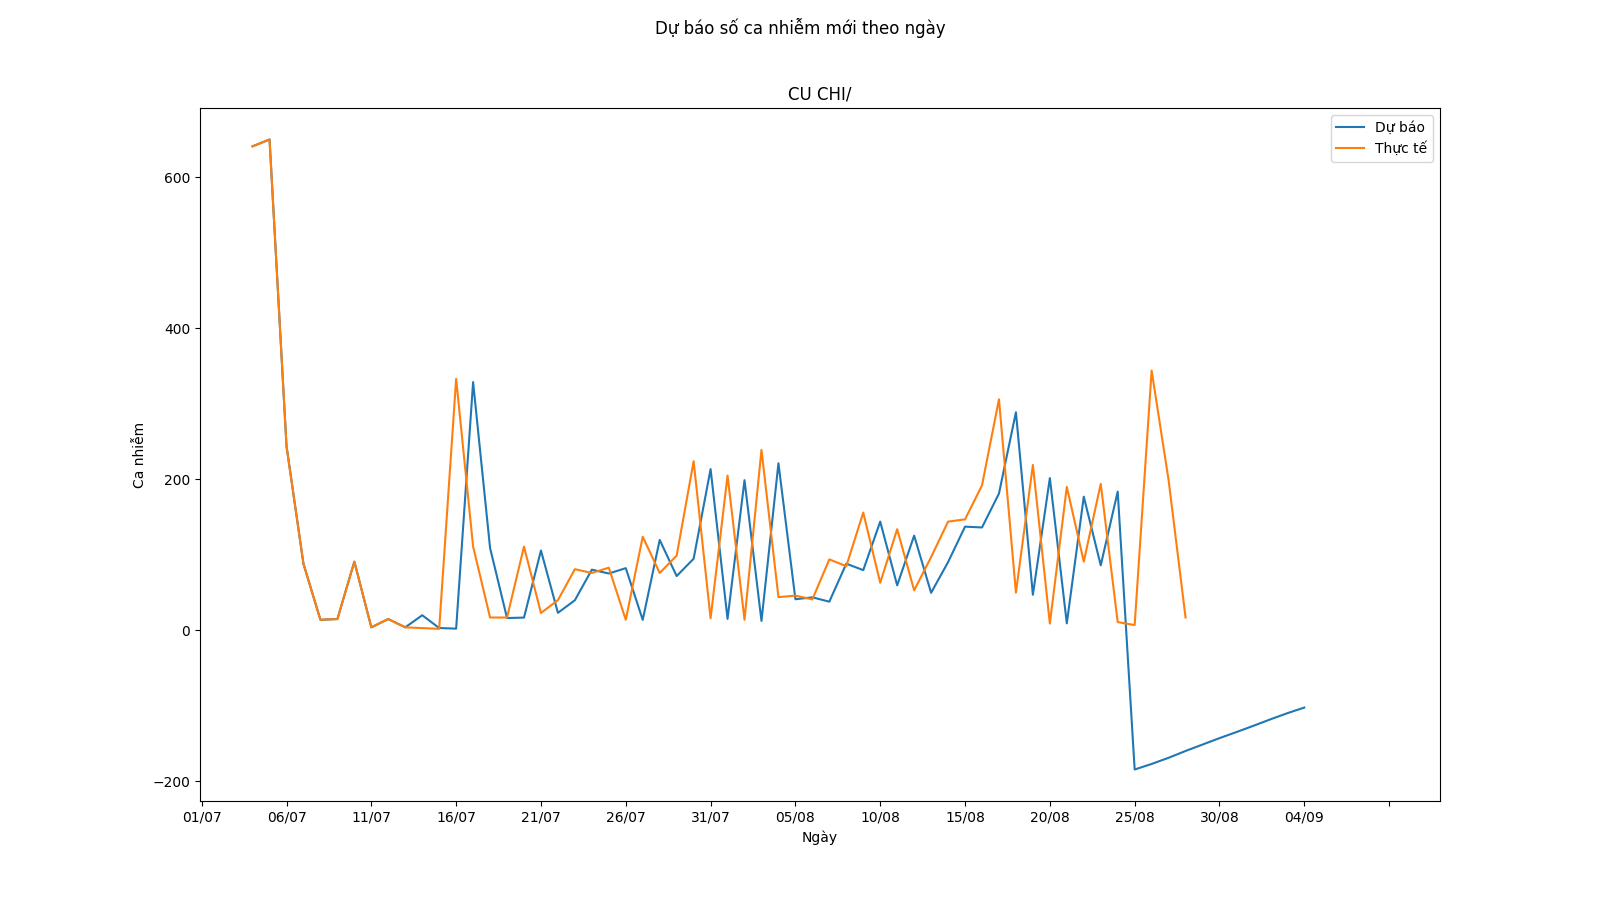 Dự báo số ca nhiễm mới theo ngày
CU CHI/
Dự báo
Thực tế
600
400
200
0
−200
Ca nhiễm
01/07 06/07 11/07 16/07 21/07 26/07 31/07 05/08 10/08 15/08 20/08 25/08 30/08 04/09
Ngày